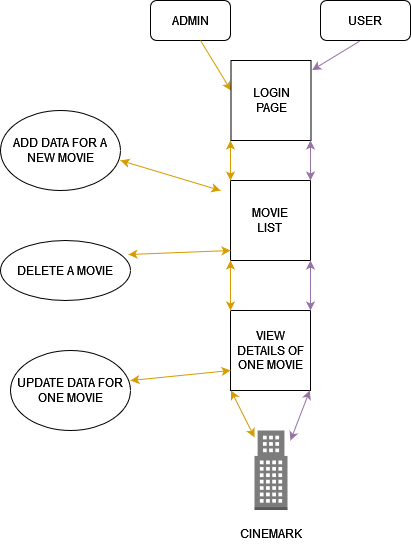 ADMIN
USER
LOGIN
PAGE
ADD DATA FOR A
NEW MOVIE
MOVIE
LIST
DELETE A MOVIE
VIEW
DETAILS OF
ONE MOVIE
UPDATE DATA FOR
ONE MOVIE
CINEMARK